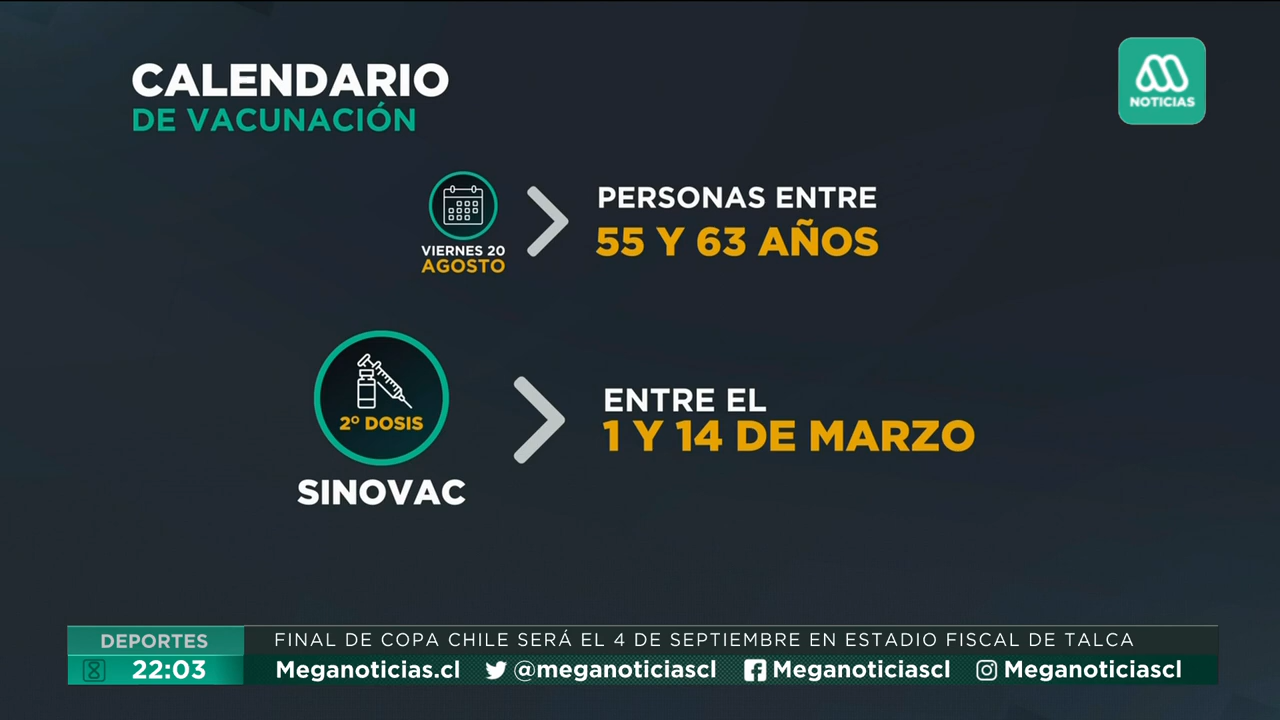 CALENDARIO
DE VACUNACIÓN
NOTICIAS
VIERNES 20
AGOSTO
PERSONAS ENTRE
55 Y 63 AÑOS
2º DOSIS
SINOVAC
ENTRE EL
1 Y 14 DE MARZO
DEPORTES
FINAL DE COPA CHILE SERÁ EL 4 DE SEPTIEMBRE EN ESTADIO FISCAL DE TALCA
22:03
Meganoticias.cl @meganoticiascl Meganoticiascl Meganoticiascl